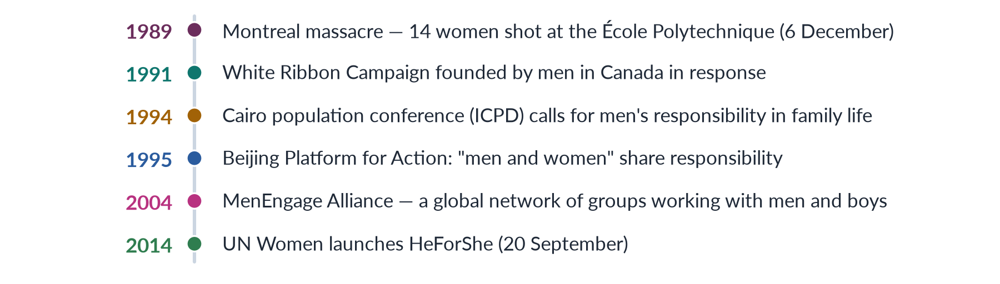 1989 Montreal massacre — 14 women shot at the École Polytechnique (6 December)
1991 White Ribbon Campaign founded by men in Canada in response
1994 Cairo population conference (ICPD) calls for men's responsibility in family life
1995 Beijing Platform for Action: "men and women" share responsibility
2004 MenEngage Alliance — a global network of groups working with men and boys
2014 UN Women launches HeForShe (20 September)